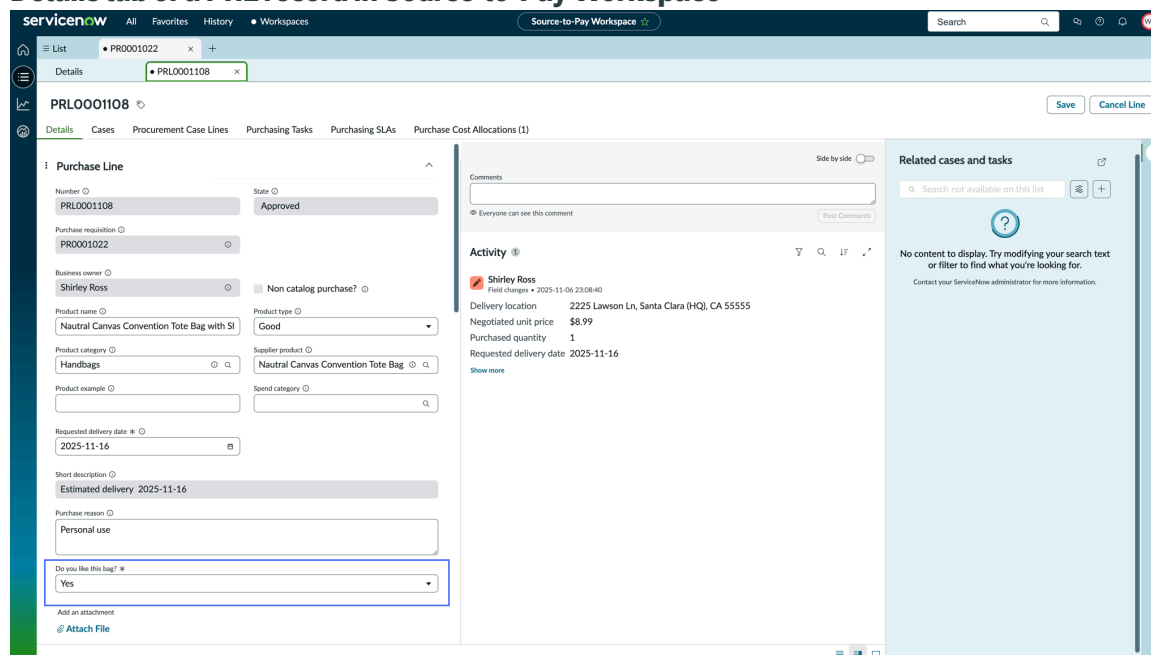 Details tab of a PRL record in Source-to-Pay Workspace
servicenow All Favorites History Workspaces Source-to-Pay Workspace Search
List PR0001022
Details PRL0001108
PRL0001108 Save Cancel Line
Details Cases Procurement Case Lines Purchasing Tasks Purchasing SLAs Purchase Cost Allocations (1)
Purchase Line
Number
PRL0001108
State
Approved
Purchase requisition
PR0001022
Business owner
Shirley Ross
Non catalog purchase?
Product name
Nautral Canvas Convention Tote Bag with Sl
Product type
Good
Product category
Handbags
Supplier product
Nautral Canvas Convention Tote Bag
Product example
Spend category
Requested delivery date *
2025-11-16
Short description
Estimated delivery 2025-11-16
Purchase reason
Personal use
Do you like this bag? *
Yes
Add an attachment
Attach File
Side by side
Comments
Everyone can see this comment
Post Comments
Activity 1
Shirley Ross
Field changes • 2025-11-06 23:08:40
Delivery location 2225 Lawson Ln, Santa Clara (HQ), CA 55555
Negotiated unit price $8.99
Purchased quantity 1
Requested delivery date 2025-11-16
Show more
Related cases and tasks
Search not available on this list
No content to display. Try modifying your search text
or filter to find what you're looking for.
Contact your ServiceNow administrator for more information.